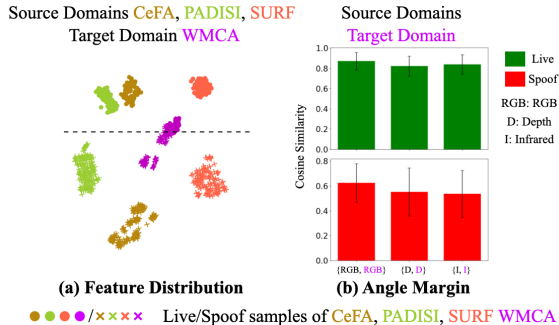 Source Domains CeFA, PADISI, SURF
Target Domain WMCA
Source Domains
Target Domain
1.0
0.8
0.6
0.4
0.2
0.0
0.8
0.6
0.4
0.2
0.0
Cosine Similarity
{RGB, RGB} {D, D} {I, I}
Live
Spoof
RGB: RGB
D: Depth
I: Infrared
(a) Feature Distribution
(b) Angle Margin
/ Live/Spoof samples of CeFA, PADISI, SURF WMCA